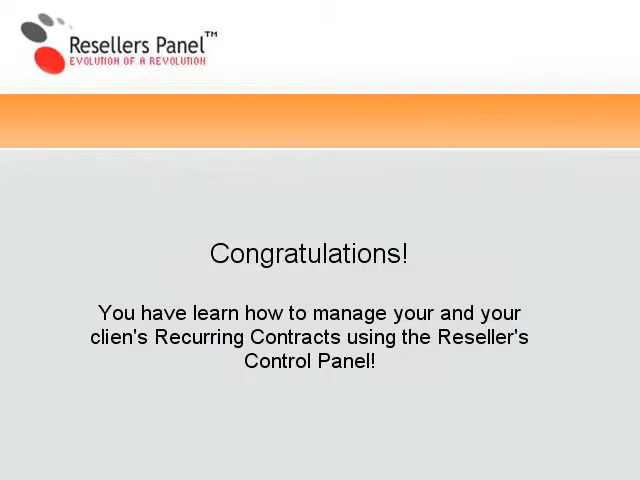 Resellers Panel™
EVOLUTION OF A REVOLUTION
Congratulations!
You have learn how to manage your and your
clien's Recurring Contracts using the Reseller's
Control Panel!